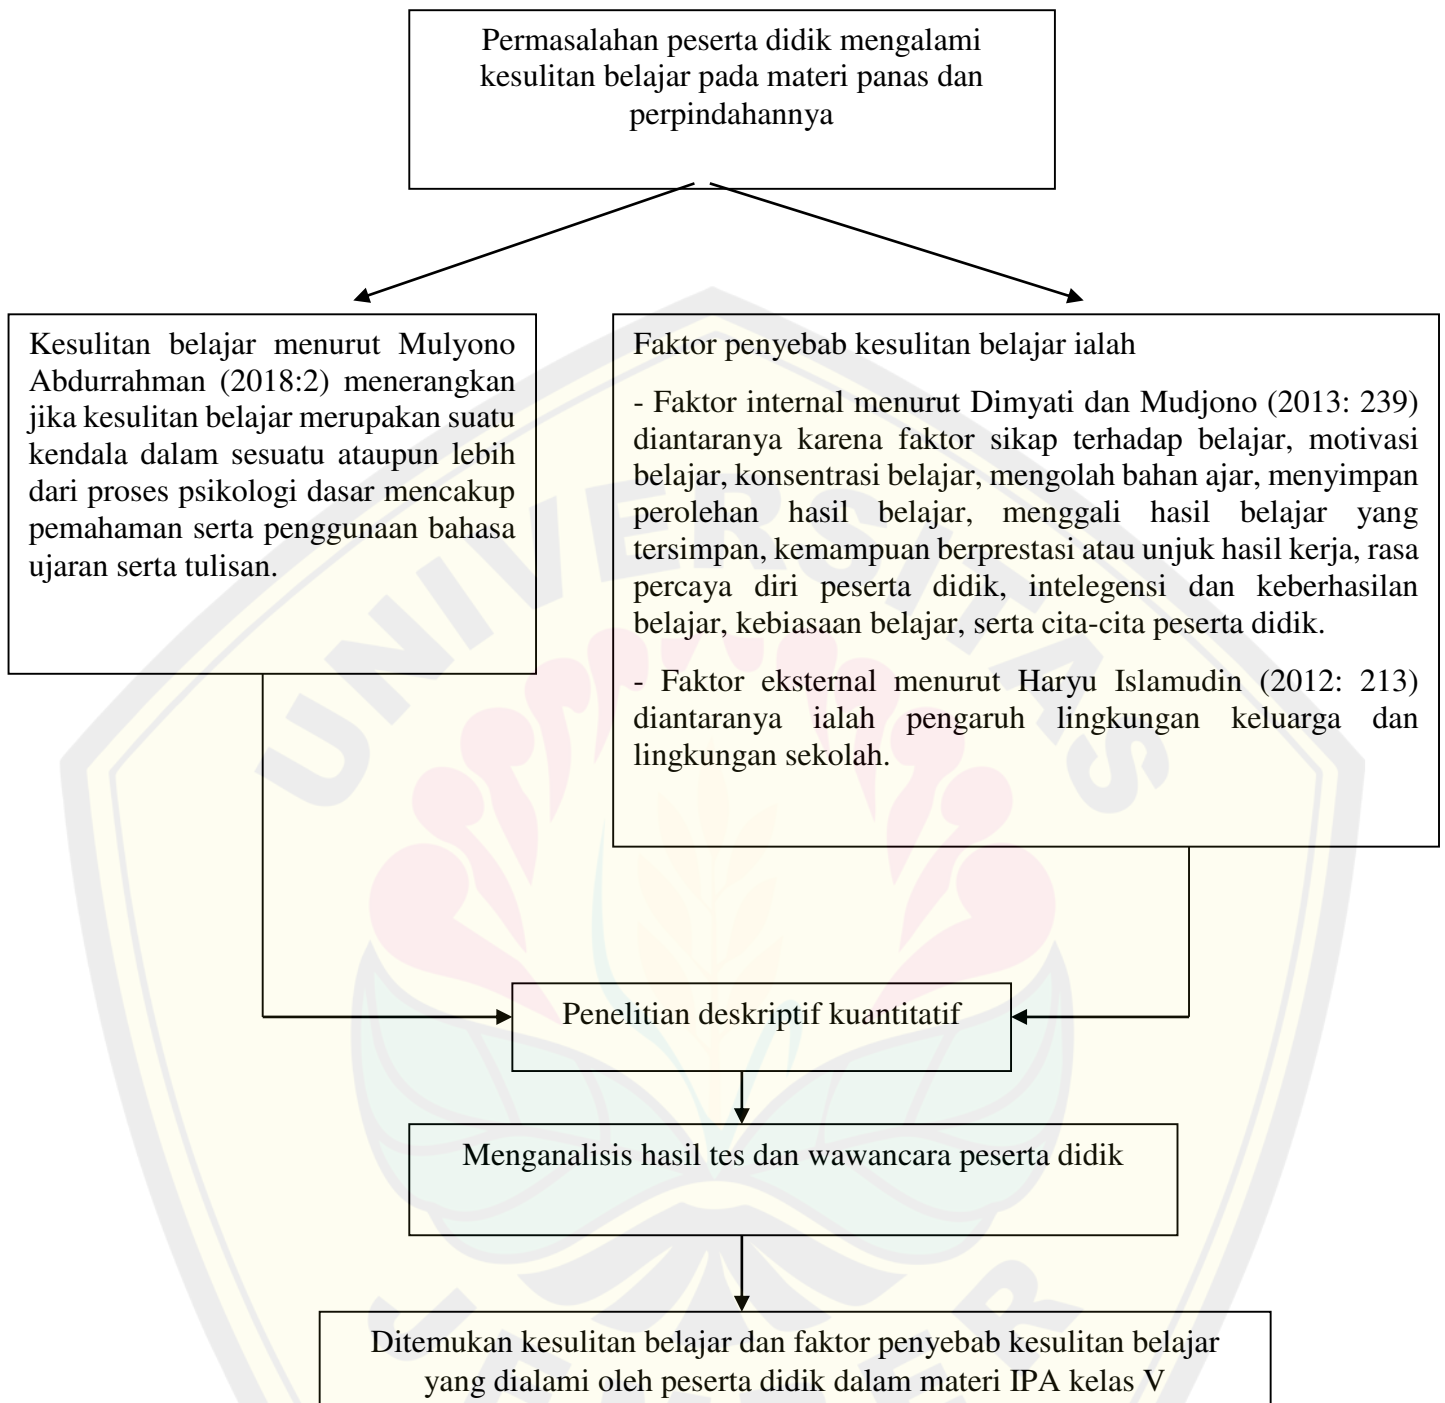 Permasalahan peserta didik mengalami
kesulitan belajar pada materi panas dan
perpindahannya
Kesulitan belajar menurut Mulyono
Abdurrahman (2018:2) menerangkan
jika kesulitan belajar merupakan suatu
kendala dalam sesuatu ataupun lebih
dari proses psikologi dasar mencakup
pemahaman serta penggunaan bahasa
ujaran serta tulisan.
Faktor penyebab kesulitan belajar ialah
- Faktor internal menurut Dimyati dan Mudjono (2013: 239)
diantaranya karena faktor sikap terhadap belajar, motivasi
belajar, konsentrasi belajar, mengolah bahan ajar, menyimpan
perolehan hasil belajar, menggali hasil belajar yang
tersimpan, kemampuan berprestasi atau unjuk hasil kerja, rasa
percaya diri peserta didik, intelegensi dan keberhasilan
belajar, kebiasaan belajar, serta cita-cita peserta didik.
- Faktor eksternal menurut Haryu Islamudin (2012: 213)
diantaranya ialah pengaruh lingkungan keluarga dan
lingkungan sekolah.
Penelitian deskriptif kuantitatif
Menganalisis hasil tes dan wawancara peserta didik
Ditemukan kesulitan belajar dan faktor penyebab kesulitan belajar
yang dialami oleh peserta didik dalam materi IPA kelas V
UNIVERSITAS